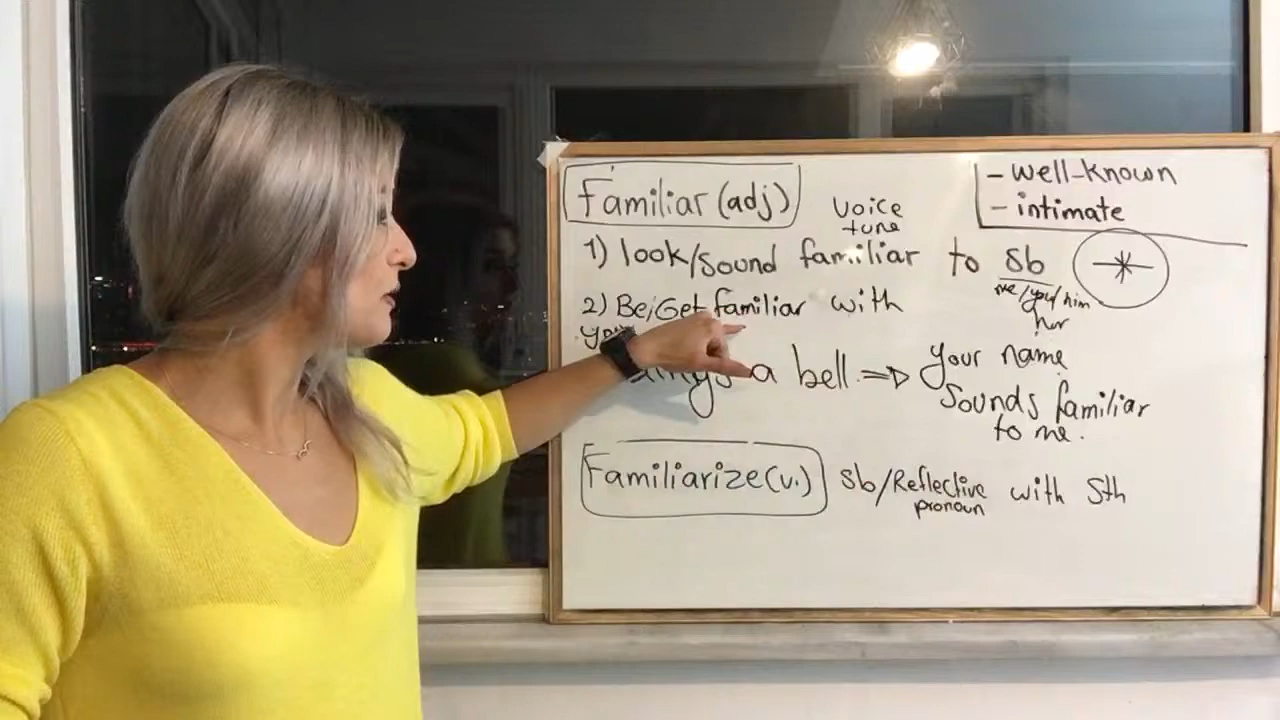 Familiar (adj)
- well-known
- intimate
voice
tune
1) look/sound familiar to sb
me/you/him
her
2) Be/Get familiar with
a bell. => your name
sounds familiar
to me.
Familiarize (v.) sb/Reflective with sth
pronoun